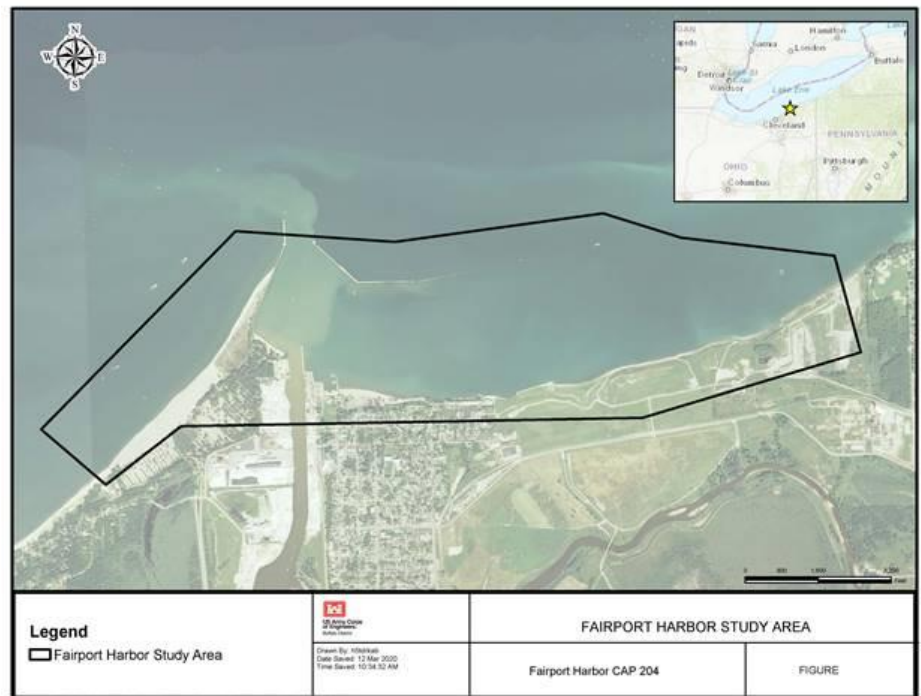 N
W E
S
Hamilton
Sarnia
London
Buffalo
Detroit
Windsor
Lake Erie
Cleveland
PENNSYLVANIA
OHIO
Pittsburgh
Columbus
Legend
Fairport Harbor Study Area
US Army Corps
of Engineers
Buffalo District
Date Saved: 12 Mar 2020
Time Saved: 10:34:52 AM
FAIRPORT HARBOR STUDY AREA
Fairport Harbor CAP 204
FIGURE